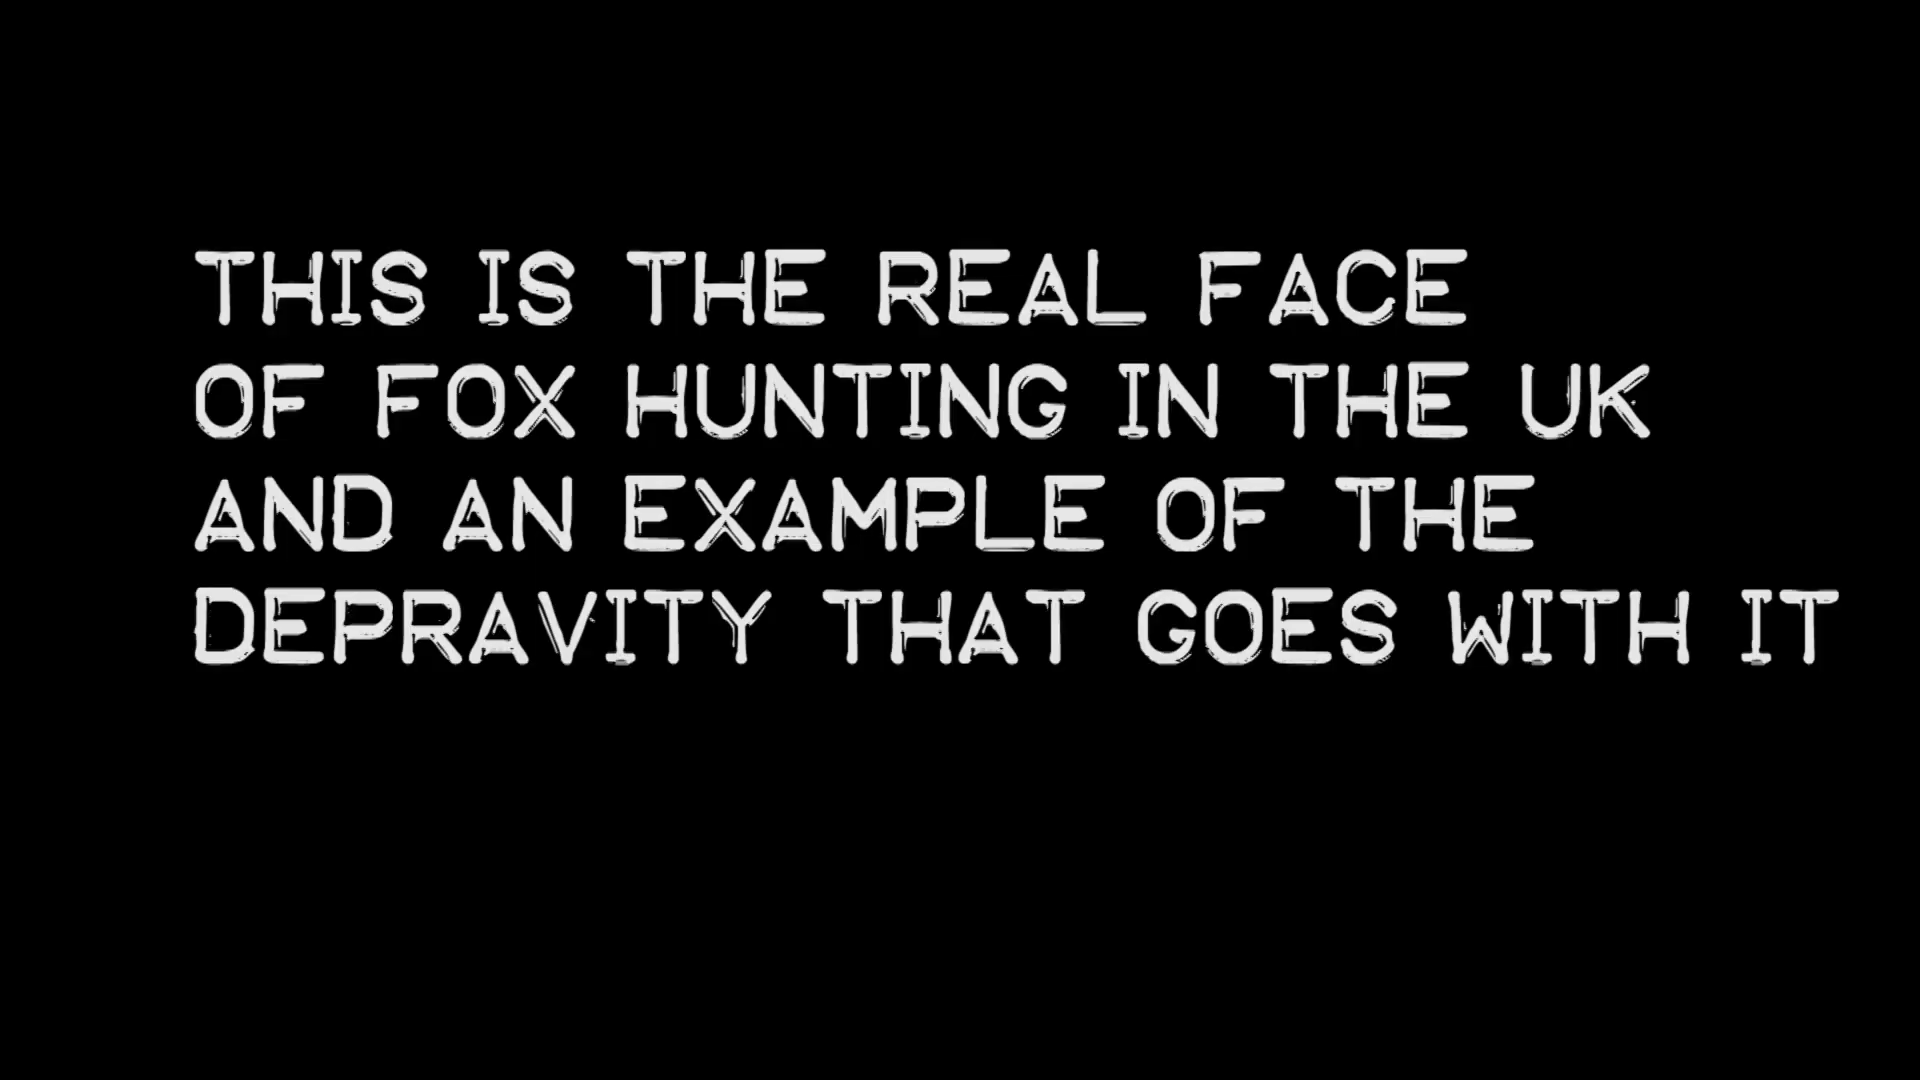 THIS IS THE REAL FACE
OF FOX HUNTING IN THE UK
AND AN EXAMPLE OF THE
DEPRAVITY THAT GOES WITH IT